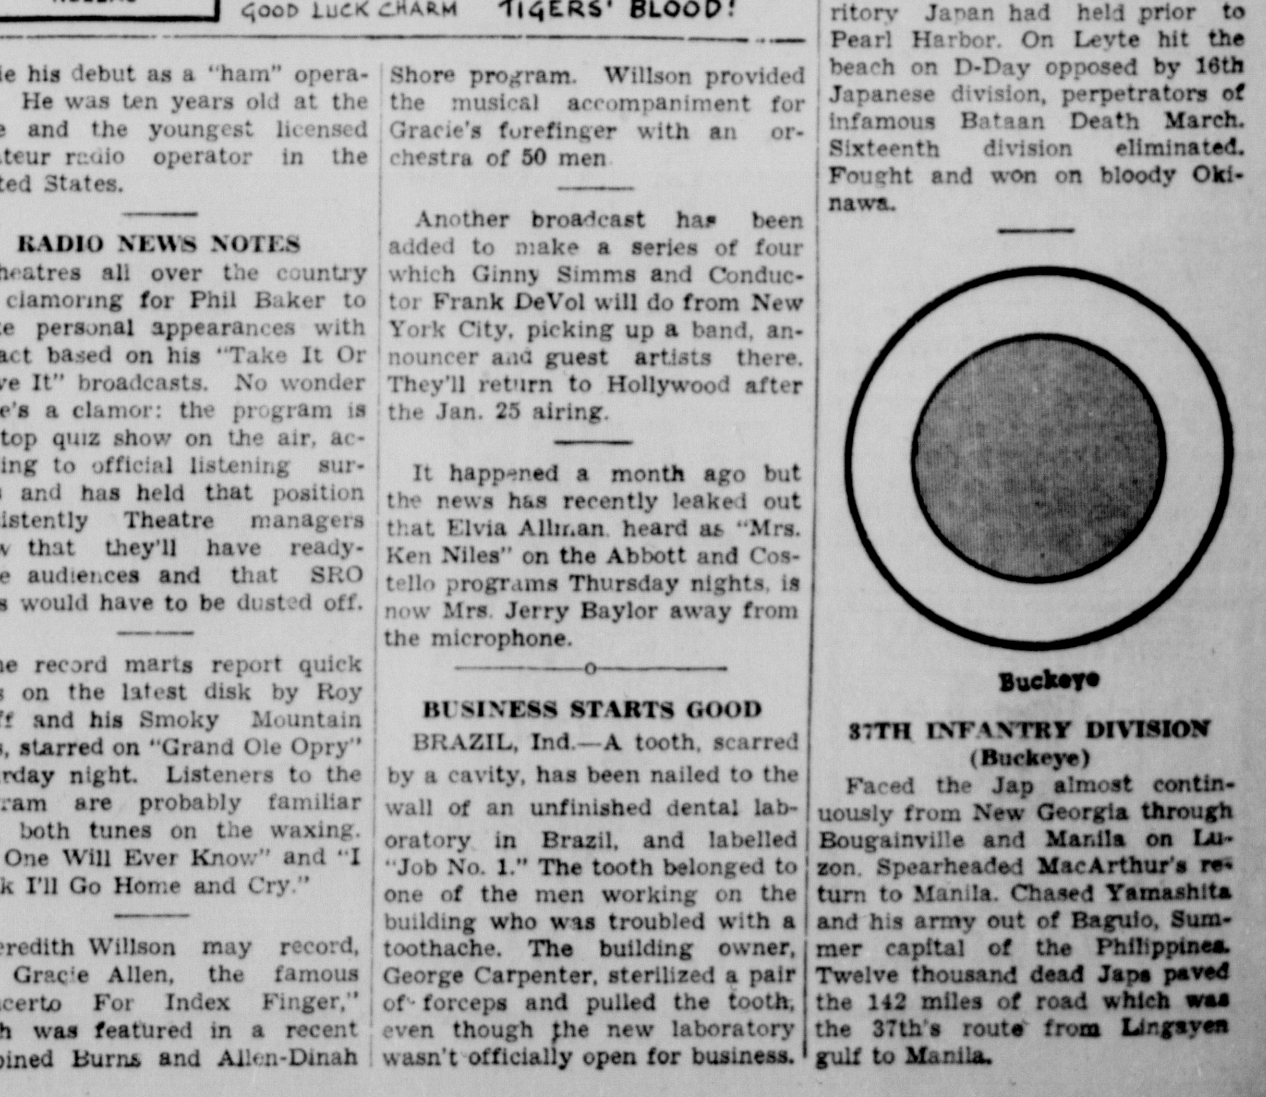 GOOD LUCK CHARM
TIGERS' BLOOD!
his debut as a "ham" opera-
He was ten years old at the
and the youngest licensed
radio operator in the
States.
RADIO NEWS NOTES
all over the country
clamoring for Phil Baker to
personal appearances with
act based on his "Take It Or
It" broadcasts. No wonder
a clamor: the program is
top quiz show on the air, ac-
to official listening sur-
and has held that position
Theatre managers
that they'll have ready-
audiences and that SRO
would have to be dusted off.
record marts report quick
on the latest disk by Roy
and his Smoky Mountain
starred on "Grand Ole Opry"
night. Listeners to the
are probably familiar
both tunes on the waxing.
One Will Ever Know" and "I
I'll Go Home and Cry."
Willson may record,
Gracie Allen, the famous
For Index Finger,"
was featured in a recent
Burns and Allen-Dinah
Shore program. Willson provided
the musical accompaniment for
Gracie's forefinger with an or-
chestra of 50 men.
Another broadcast has been
added to make a series of four
which Ginny Simms and Conduc-
tor Frank DeVol will do from New
York City, picking up a band, an-
nouncer and guest artists there.
They'll return to Hollywood after
the Jan. 25 airing.
It happened a month ago but
the news has recently leaked out
that Elvia Allman, heard as "Mrs.
Ken Niles" on the Abbott and Cos-
tello programs Thursday nights, is
now Mrs. Jerry Baylor away from
the microphone.
BUSINESS STARTS GOOD
BRAZIL, Ind.—A tooth, scarred
by a cavity, has been nailed to the
wall of an unfinished dental lab-
oratory in Brazil, and labelled
"Job No. 1." The tooth belonged to
one of the men working on the
building who was troubled with a
toothache. The building owner,
George Carpenter, sterilized a pair
of forceps and pulled the tooth,
even though the new laboratory
wasn't officially open for business.
ritory Japan had held prior to
Pearl Harbor. On Leyte hit the
beach on D-Day opposed by 16th
Japanese division, perpetrators of
infamous Bataan Death March.
Sixteenth division eliminated.
Fought and won on bloody Oki-
nawa.
Buckeye
37TH INFANTRY DIVISION
(Buckeye)
Faced the Jap almost contin-
uously from New Georgia through
Bougainville and Manila on Lu-
zon. Spearheaded MacArthur's re-
turn to Manila. Chased Yamashita
and his army out of Baguio, Sum-
mer capital of the Philippines.
Twelve thousand dead Japs paved
the 142 miles of road which was
the 37th's route from Lingayen
gulf to Manila.